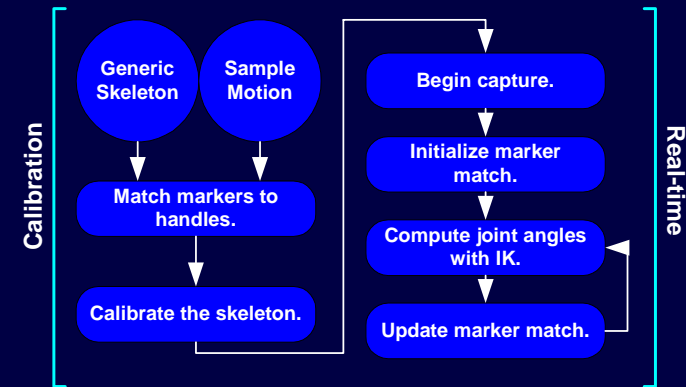 Calibration
Generic
Skeleton
Sample
Motion
Match markers to
handles.
Calibrate the skeleton.
Begin capture.
Initialize marker
match.
Compute joint angles
with IK.
Update marker match.
Real-time